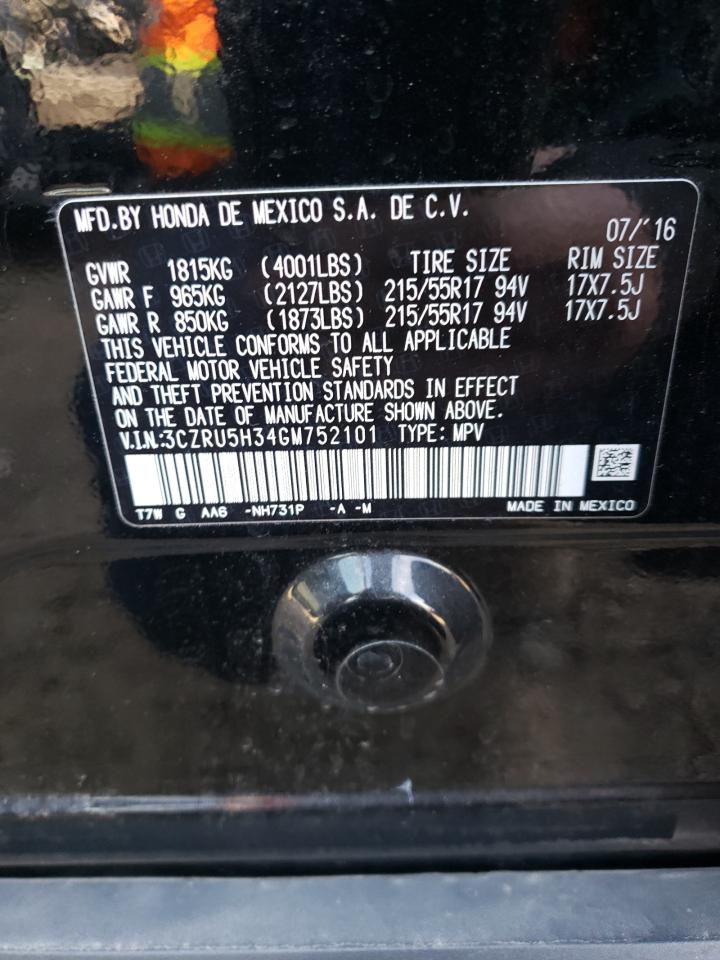 MFD.BY HONDA DE MEXICO S.A. DE C.V.
07/'16
GVWR 1815KG (4001LBS) TIRE SIZE RIM SIZE
GAWR F 965KG (2127LBS) 215/55R17 94V 17X7.5J
GAWR R 850KG (1873LBS) 215/55R17 94V 17X7.5J
THIS VEHICLE CONFORMS TO ALL APPLICABLE
FEDERAL MOTOR VEHICLE SAFETY
AND THEFT PREVENTION STANDARDS IN EFFECT
ON THE DATE OF MANUFACTURE SHOWN ABOVE.
V.I.N.:3CZRU5H34GM752101 TYPE: MPV
T7W G AA6 -NH731P -A -M MADE IN MEXICO